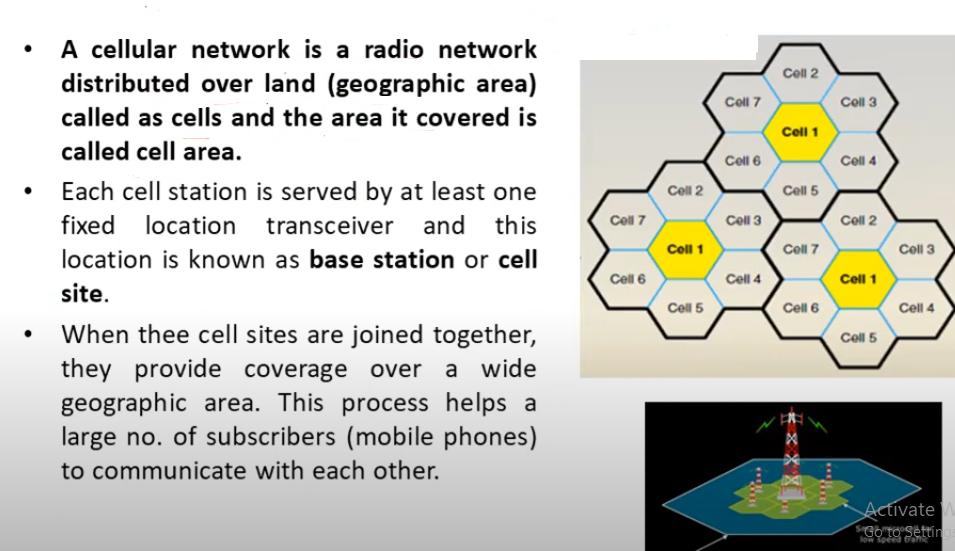 • A cellular network is a radio network
distributed over land (geographic area)
called as cells and the area it covered is
called cell area.
• Each cell station is served by at least one
fixed location transceiver and this
location is known as base station or cell
site.
• When thee cell sites are joined together,
they provide coverage over a wide
geographic area. This process helps a
large no. of subscribers (mobile phones)
to communicate with each other.
Cell 2
Cell 7
Cell 3
Cell 1
Cell 6
Cell 4
Cell 5
Cell 2
Cell 7
Cell 3
Cell 1
Cell 6
Cell 4
Cell 5
Cell 2
Cell 7
Cell 3
Cell 1
Cell 6
Cell 4
Cell 5
Activate W
Go to Setting
low speed traffic